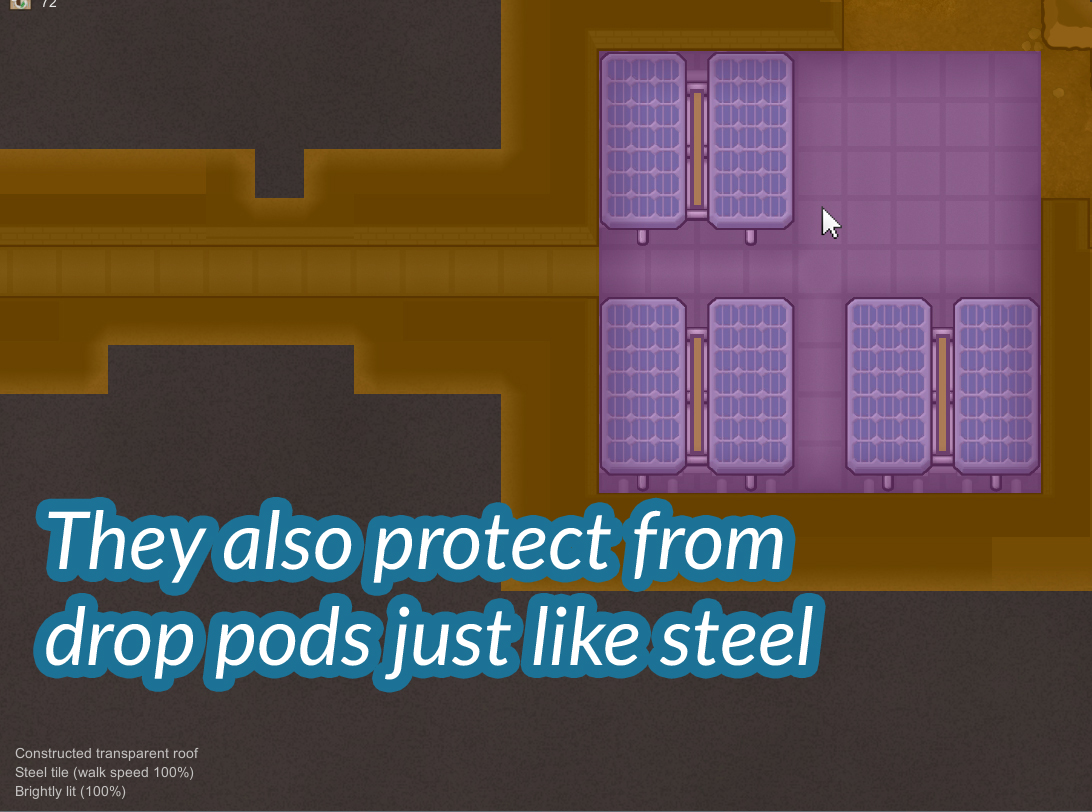 72
They also protect from
drop pods just like steel
Constructed transparent roof
Steel tile (walk speed 100%)
Brightly lit (100%)